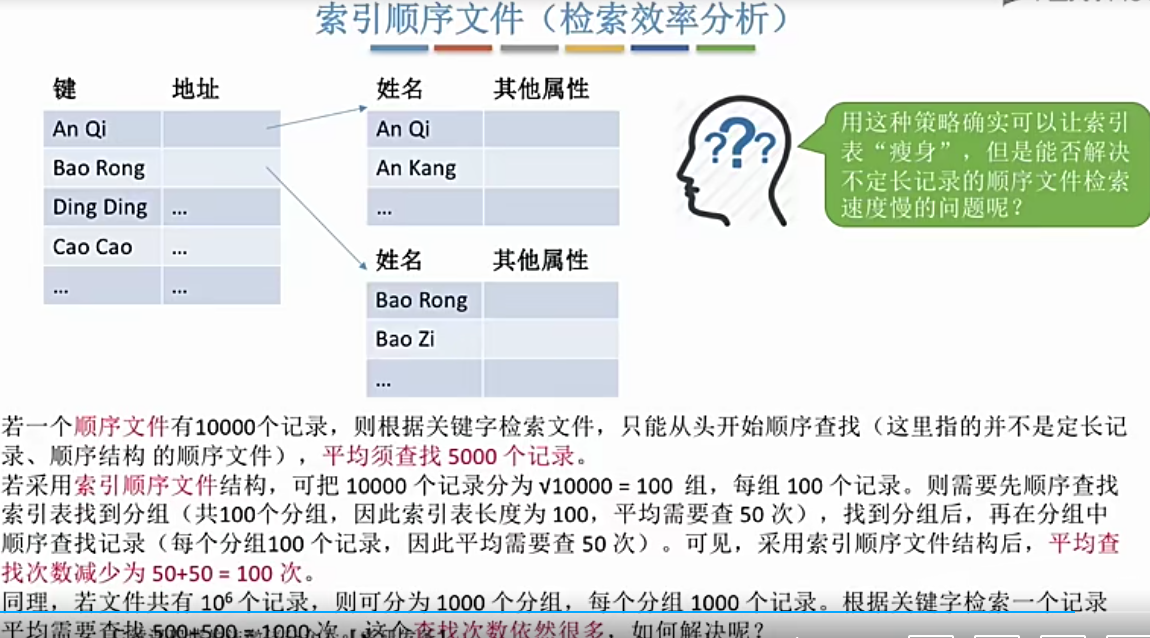 索引顺序文件（检索效率分析）
键 地址
An Qi
Bao Rong
Ding Ding ...
Cao Cao ...
... ...
姓名 其他属性
An Qi
An Kang
...
姓名 其他属性
Bao Rong
Bao Zi
...
???
用这种策略确实可以让索引
表“瘦身”，但是能否解决
不定长记录的顺序文件检索
速度慢的问题呢？
若一个顺序文件有10000个记录，则根据关键字检索文件，只能从头开始顺序查找（这里指的并不是定长记
录、顺序结构 的顺序文件），平均须查找 5000 个记录。
若采用索引顺序文件结构，可把 10000 个记录分为 √10000 = 100 组，每组 100 个记录。则需要先顺序查找
索引表找到分组（共100个分组，因此索引表长度为 100，平均需要查 50 次），找到分组后，再在分组中
顺序查找记录（每个分组100 个记录，因此平均需要查 50 次）。可见，采用索引顺序文件结构后，平均查
找次数减少为 50+50 = 100 次。
同理，若文件共有 10⁶ 个记录，则可分为 1000 个分组，每个分组 1000 个记录。根据关键字检索一个记录
平均需要查找 500+500 = 1000 次。这个查找次数依然很多，如何解决呢？